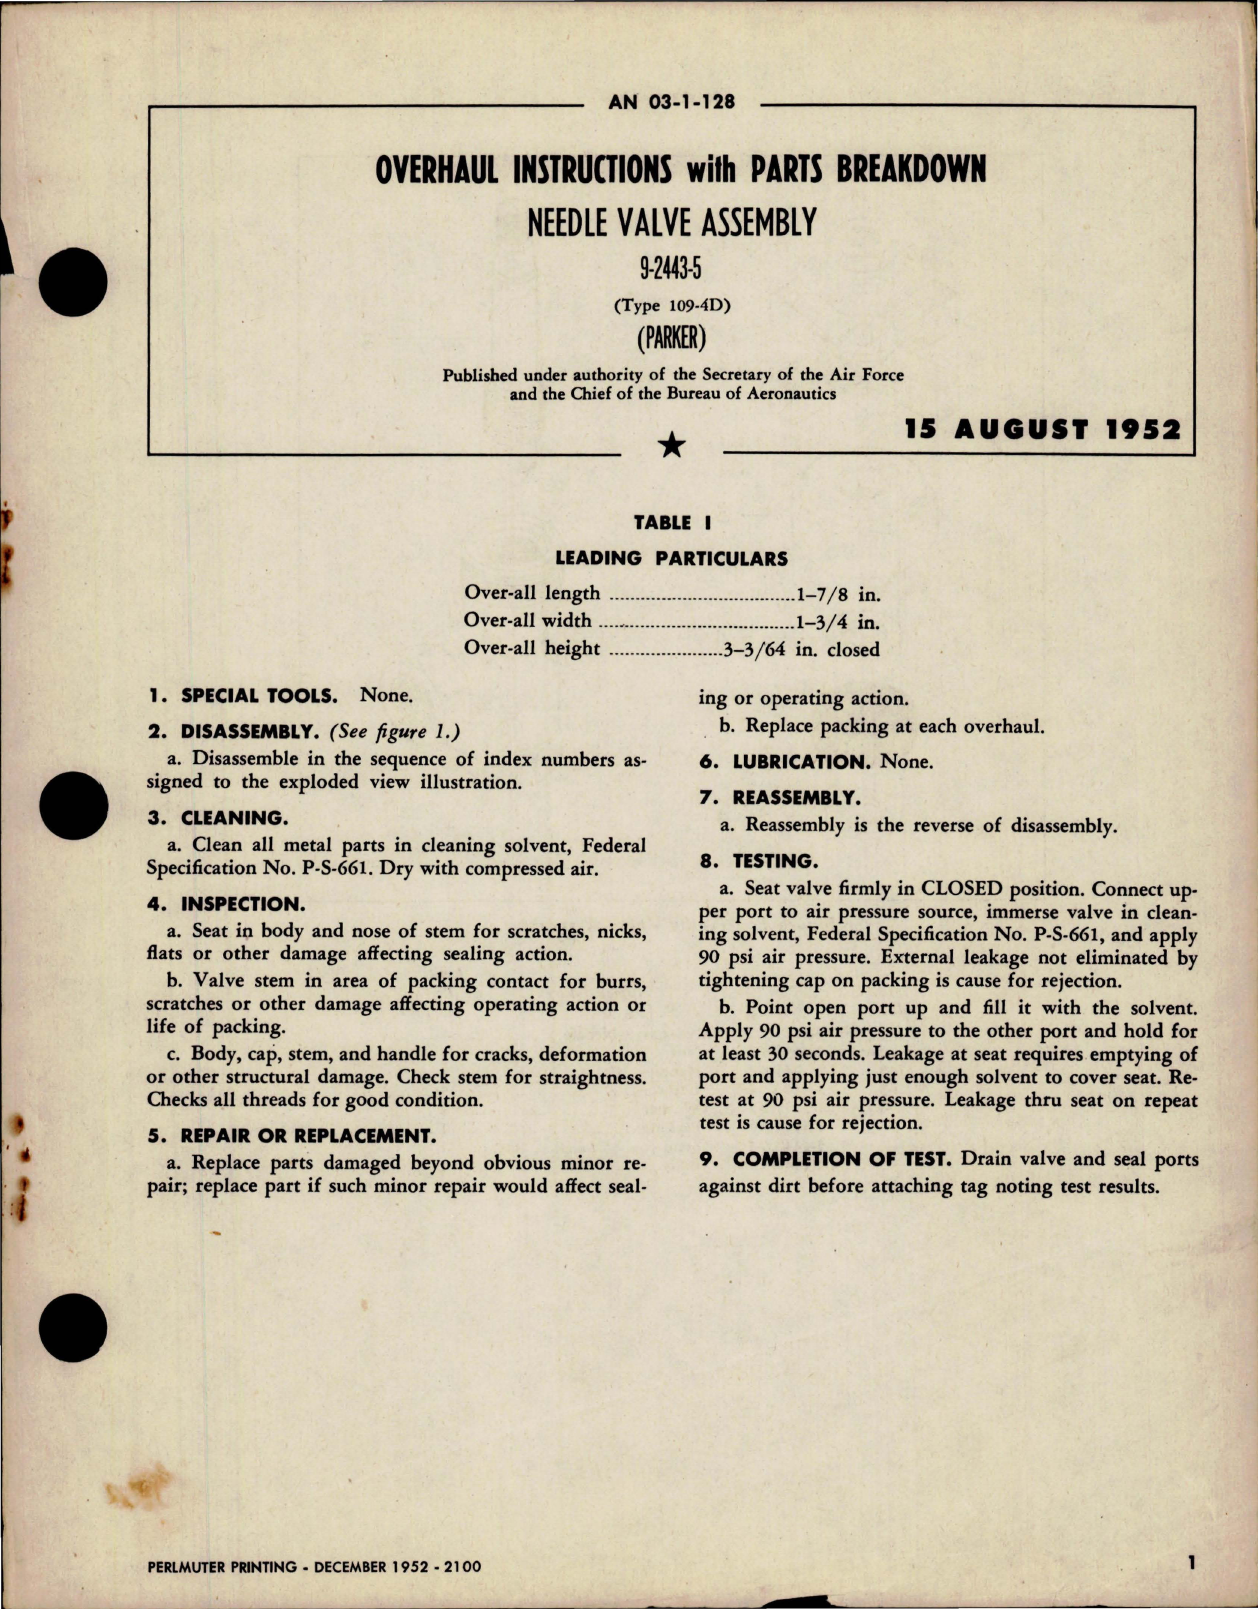 AN 03-1-128
OVERHAUL INSTRUCTIONS with PARTS BREAKDOWN
NEEDLE VALVE ASSEMBLY
9-2443-5
(Type 109-4D)
(PARKER)
Published under authority of the Secretary of the Air Force
and the Chief of the Bureau of Aeronautics
15 AUGUST 1952
TABLE I
LEADING PARTICULARS
Over-all length ....................................1-7/8 in.
Over-all width ......................................1-3/4 in.
Over-all height ......................3-3/64 in. closed
1. SPECIAL TOOLS. None.
2. DISASSEMBLY. (See figure 1.)
a. Disassemble in the sequence of index numbers as-
signed to the exploded view illustration.
3. CLEANING.
a. Clean all metal parts in cleaning solvent, Federal
Specification No. P-S-661. Dry with compressed air.
4. INSPECTION.
a. Seat in body and nose of stem for scratches, nicks,
flats or other damage affecting sealing action.
b. Valve stem in area of packing contact for burrs,
scratches or other damage affecting operating action or
life of packing.
c. Body, cap, stem, and handle for cracks, deformation
or other structural damage. Check stem for straightness.
Checks all threads for good condition.
5. REPAIR OR REPLACEMENT.
a. Replace parts damaged beyond obvious minor re-
pair; replace part if such minor repair would affect seal-
ing or operating action.
b. Replace packing at each overhaul.
6. LUBRICATION. None.
7. REASSEMBLY.
a. Reassembly is the reverse of disassembly.
8. TESTING.
a. Seat valve firmly in CLOSED position. Connect up-
per port to air pressure source, immerse valve in clean-
ing solvent, Federal Specification No. P-S-661, and apply
90 psi air pressure. External leakage not eliminated by
tightening cap on packing is cause for rejection.
b. Point open port up and fill it with the solvent.
Apply 90 psi air pressure to the other port and hold for
at least 30 seconds. Leakage at seat requires emptying of
port and applying just enough solvent to cover seat. Re-
test at 90 psi air pressure. Leakage thru seat on repeat
test is cause for rejection.
9. COMPLETION OF TEST. Drain valve and seal ports
against dirt before attaching tag noting test results.
PERLMUTER PRINTING - DECEMBER 1952 - 2100
1